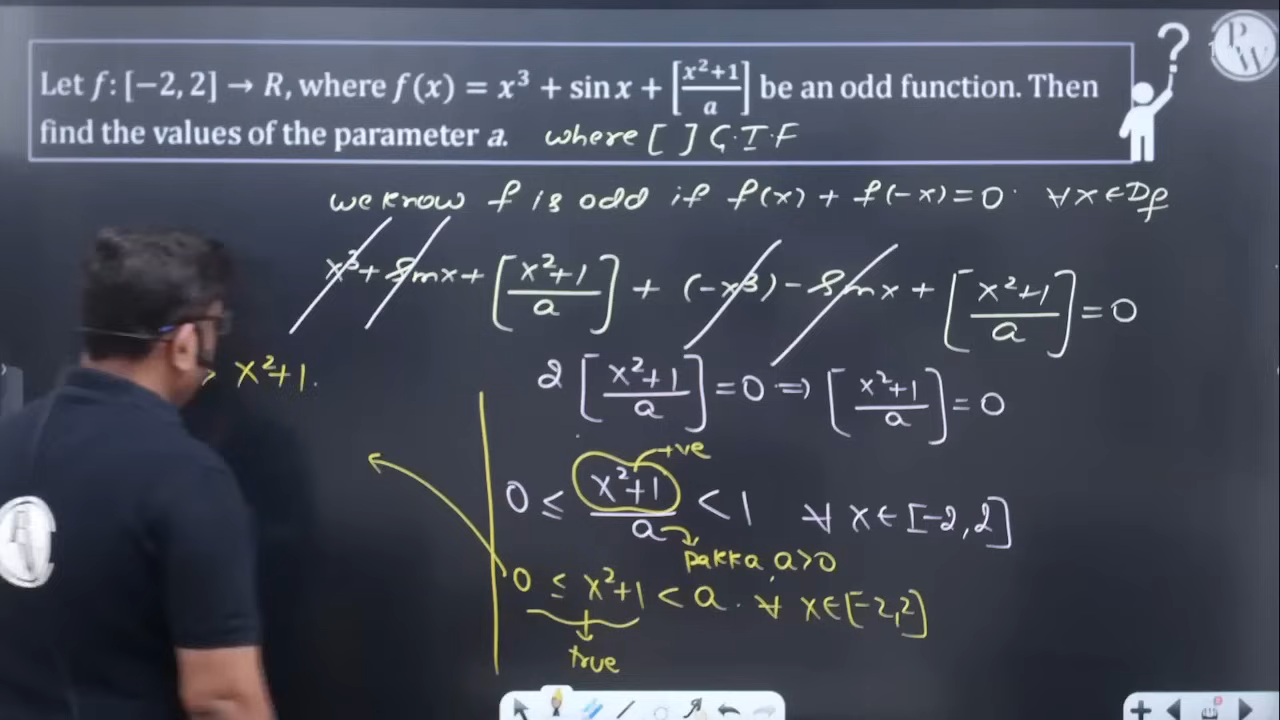 Let f: [−2, 2] → R, where f(x) = x³ + sin x + [(x²+1)/a] be an odd function. Then
find the values of the parameter a. where [ ] G.I.F
?
PW
we know f is odd if f(x) + f(-x) = 0. ∀ x ∈ Df
x³ + sinx + [(x²+1)/a] + (-x³) - sinx + [(x²+1)/a] = 0
> x²+1.
2[(x²+1)/a] = 0 ⇒ [(x²+1)/a] = 0
+ve
0 ≤ (x²+1)/a < 1 ∀ x ∈ [-2, 2]
pakka a>0
0 ≤ x²+1 < a. ∀ x ∈ [-2,2]
true